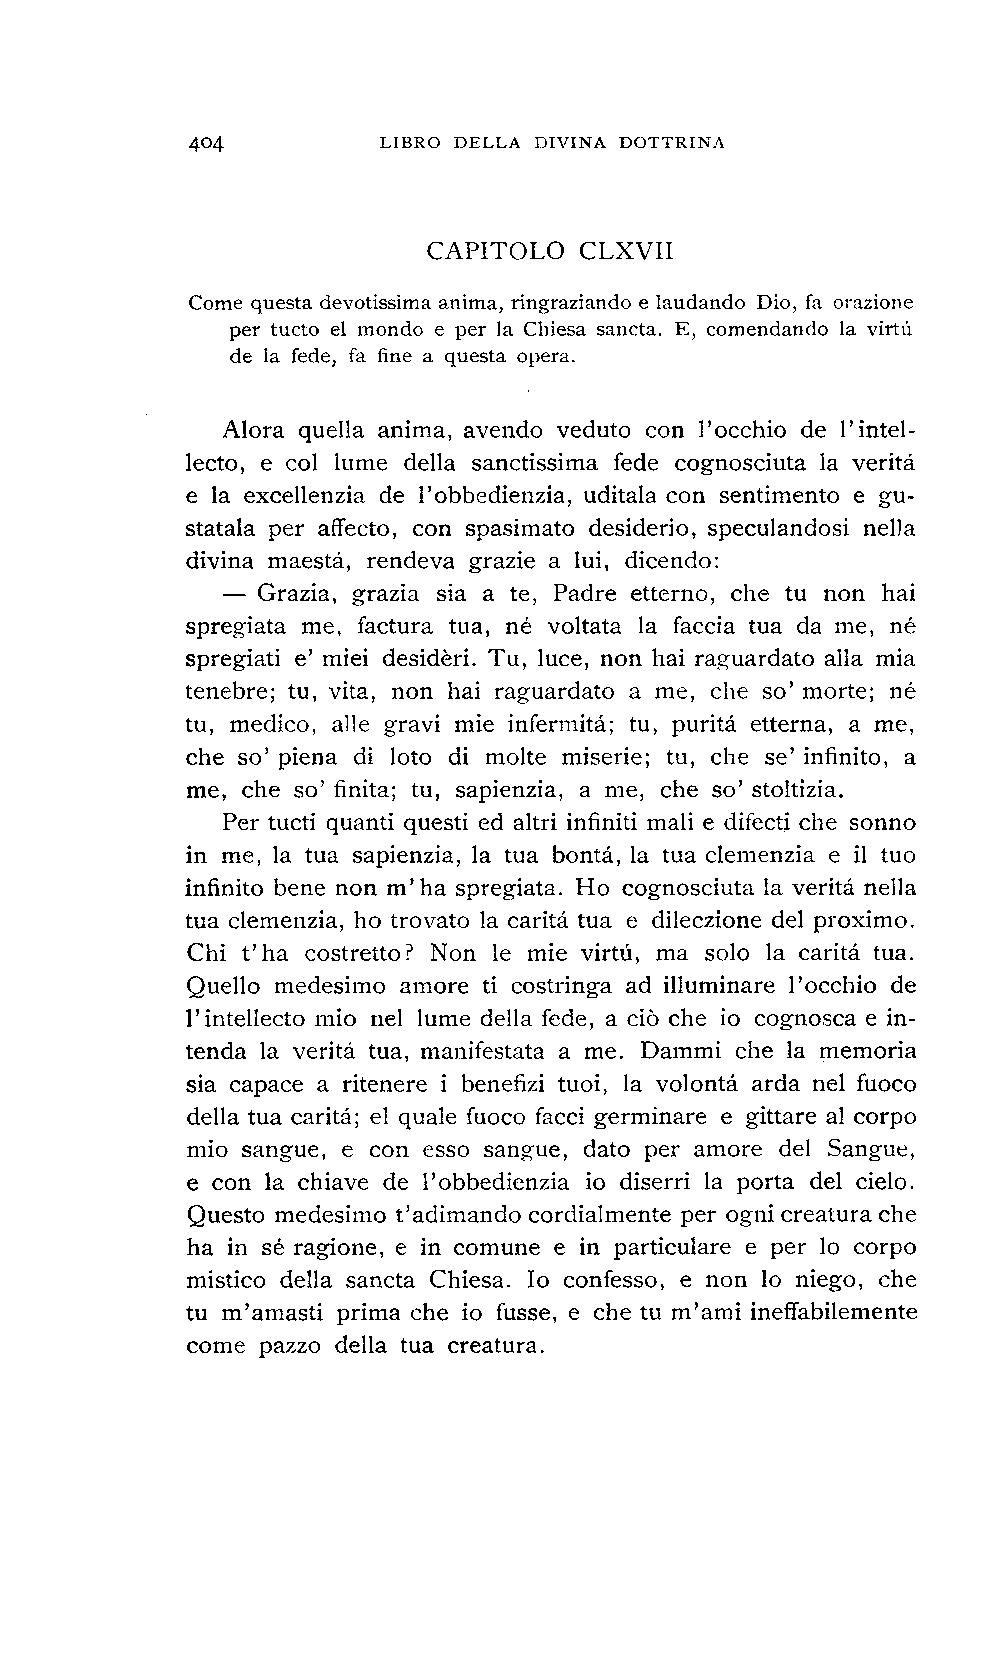 404 LIBRO DELLA DIVINA DOTTRINA
CAPITOLO CLXVII
Come questa devotissima anima, ringraziando e laudando Dio, fa orazione
per tucto el mondo e per la Chiesa sancta. E, comendando la virtú
de la fede, fa fine a questa opera.
Alora quella anima, avendo veduto con l'occhio de l'intel-
lecto, e col lume della sanctissima fede cognosciuta la veritá
e la excellenzia de l'obbedienzia, uditala con sentimento e gu-
statala per affecto, con spasimato desiderio, speculandosi nella
divina maestá, rendeva grazie a lui, dicendo:
— Grazia, grazia sia a te, Padre etterno, che tu non hai
spregiata me, factura tua, né voltata la faccia tua da me, né
spregiati e' miei desidèri. Tu, luce, non hai raguardato alla mia
tenebre; tu, vita, non hai raguardato a me, che so' morte; né
tu, medico, alle gravi mie infermitá; tu, puritá etterna, a me,
che so' piena di loto di molte miserie; tu, che se' infinito, a
me, che so' finita; tu, sapienzia, a me, che so' stoltizia.
Per tucti quanti questi ed altri infiniti mali e difecti che sonno
in me, la tua sapienzia, la tua bontá, la tua clemenzia e il tuo
infinito bene non m'ha spregiata. Ho cognosciuta la veritá nella
tua clemenzia, ho trovato la caritá tua e dileczione del proximo.
Chi t'ha costretto? Non le mie virtú, ma solo la caritá tua.
Quello medesimo amore ti costringa ad illuminare l'occhio de
l'intellecto mio nel lume della fede, a ciò che io cognosca e in-
tenda la veritá tua, manifestata a me. Dammi che la memoria
sia capace a ritenere i benefizi tuoi, la volontá arda nel fuoco
della tua caritá; el quale fuoco facci germinare e gittare al corpo
mio sangue, e con esso sangue, dato per amore del Sangue,
e con la chiave de l'obbedienzia io diserri la porta del cielo.
Questo medesimo t'adimando cordialmente per ogni creatura che
ha in sé ragione, e in comune e in particulare e per lo corpo
mistico della sancta Chiesa. Io confesso, e non lo niego, che
tu m'amasti prima che io fusse, e che tu m'ami ineffabilemente
come pazzo della tua creatura.